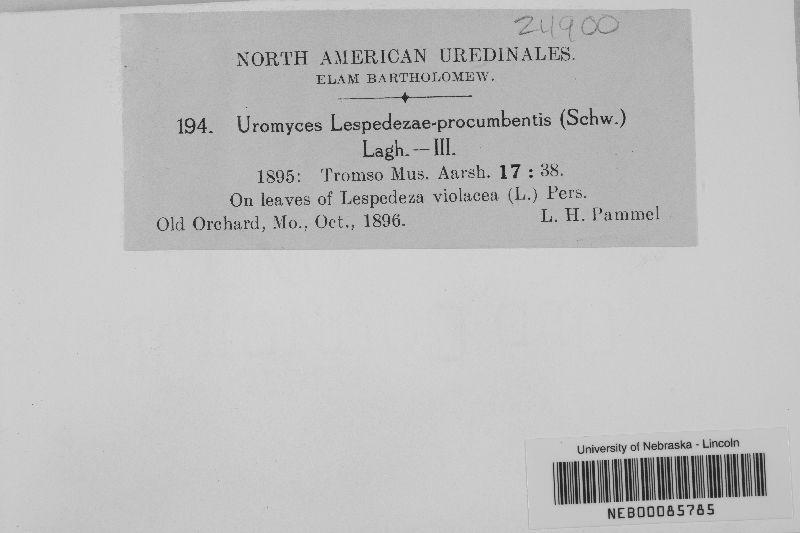 24900
NORTH AMERICAN UREDINALES.
ELAM BARTHOLOMEW.
194. Uromyces Lespedezae-procumbentis (Schw.)
Lagh.—III.
1895: Tromso Mus. Aarsh. 17 : 38.
On leaves of Lespedeza violacea (L.) Pers.
Old Orchard, Mo., Oct., 1896. L. H. Pammel
University of Nebraska - Lincoln
NEB00085785